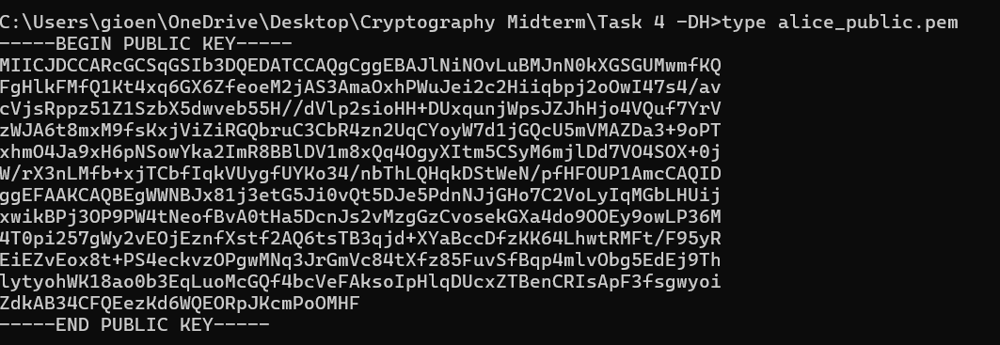 C:\Users\gioen\OneDrive\Desktop\Cryptography Midterm\Task 4 -DH>type alice_public.pem
-----BEGIN PUBLIC KEY-----
MIICJDCCARcGCSqGSIb3DQEDATCCAQgCggEBAJlNiNOvLuBMJnN0kXGSGUMwmfKQ
FgHlkFMfQ1Kt4xq6GX6ZfeoeM2jAS3AmaOxhPWuJei2c2Hiiqbpj2oOwI47s4/av
cVjsRppz51Z1SzbX5dwveb55H//dVlp2sioHH+DUxqunjWpsJZJhHjo4VQuf7YrV
zWJA6t8mxM9fsKxjViZiRGQbruC3CbR4zn2UqCYoyW7d1jGQcU5mVMAZDa3+9oPT
xhmO4Ja9xH6pNSowYka2ImR8BBlDV1m8xQq4OgyXItm5CSyM6mjlDd7VO4SOX+0j
W/rX3nLMfb+xjTCbfIqkVUygfUYKo34/nbThLQHqkDStWeN/pfHFOUP1AmcCAQID
ggEFAAKCAQBEgWWNBJx81j3etG5Ji0vQt5DJe5PdnNJjGHo7C2VoLyIqMGbLHUij
xwikBPj3OP9PW4tNeofBvA0tHa5DcnJs2vMzgGzCvosekGXa4do9OOEy9owLP36M
4T0pi257gWy2vEOjEznfXstf2AQ6tsTB3qjd+XYaBccDfzKK64LhwtRMFt/F95yR
EiEZvEox8t+PS4eckvzOPgwMNq3JrGmVc84tXfz85FuvSfBqp4mlvObg5EdEj9Th
lytyohWK18ao0b3EqLuoMcGQf4bcVeFAksoIpHlqDUcxZTBenCRIsApF3fsgwyoi
ZdkAB34CFQEezKd6WQEORpJKcmPoOMHF
-----END PUBLIC KEY-----